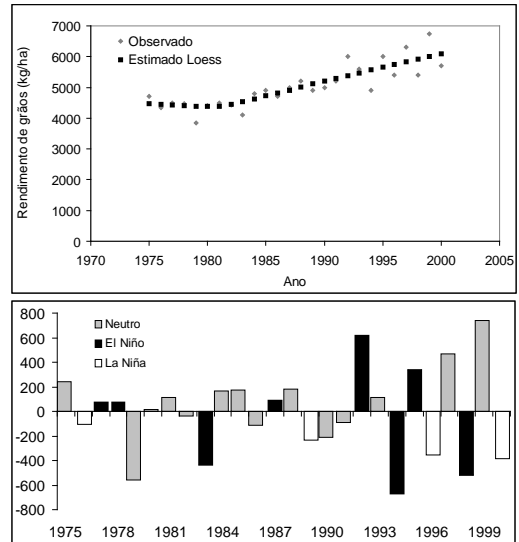 Rendimento de grãos (kg/ha)
7000
6000
5000
4000
3000
2000
1000
0
Observado
Estimado Loess
1970 1975 1980 1985 1990 1995 2000 2005
Ano
800
600
400
200
0
-200
-400
-600
-800
Neutro
El Niño
La Niña
1975 1978 1981 1984 1987 1990 1993 1996 1999